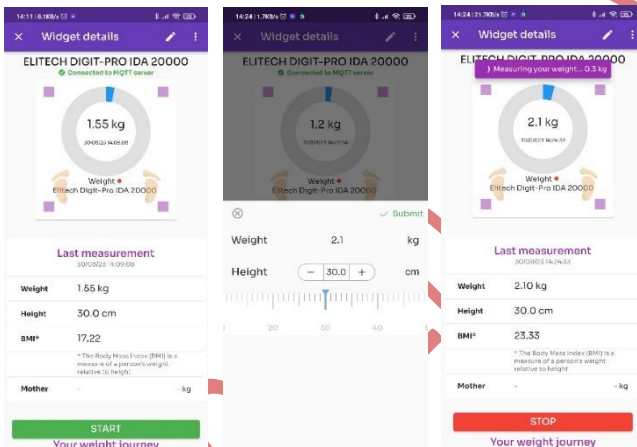 14:11 | 0.1KB/s
Widget details
ELITECH DIGIT-PRO IDA 20000
Connected to MQTT server
1.55 kg
Weight
Elitech Digit-Pro IDA 20000
Last measurement
Weight 1.55 kg
Height 30.0 cm
BMI* 17.22
* The Body Mass Index (BMI) is a
measure of a person's weight
relative to height
Mother - - kg
START
Your weight journey
14:24 | 1.7KB/s
Widget details
ELITECH DIGIT-PRO IDA 20000
Connected to MQTT server
1.2 kg
Weight
Elitech Digit-Pro IDA 20000
Submit
Weight 2.1 kg
Height − 30.0 + cm
20 30 40
14:24 | 21.7KB/s
Widget details
ELITECH DIGIT-PRO IDA 20000
Measuring your weight... 0.3 kg
2.1 kg
Weight
Elitech Digit-Pro IDA 20000
Last measurement
Weight 2.10 kg
Height 30.0 cm
BMI* 23.33
* The Body Mass Index (BMI) is a
measure of a person's weight
relative to height
Mother - - kg
STOP
Your weight journey